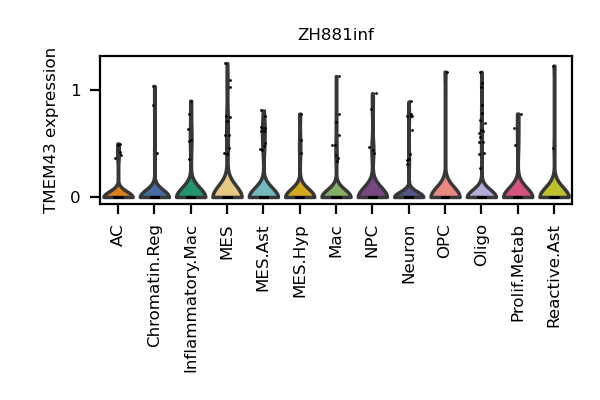 ZH881inf
TMEM43 expression
1
0
AC
Chromatin.Reg
Inflammatory.Mac
MES
MES.Ast
MES.Hyp
Mac
NPC
Neuron
OPC
Oligo
Prolif.Metab
Reactive.Ast